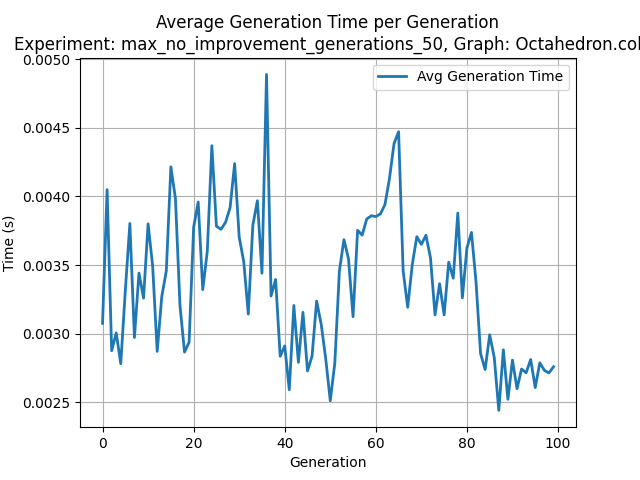 Average Generation Time per Generation
Experiment: max_no_improvement_generations_50, Graph: Octahedron.col
Avg Generation Time
0.0050
0.0045
0.0040
0.0035
0.0030
0.0025
Time (s)
0 20 40 60 80 100
Generation